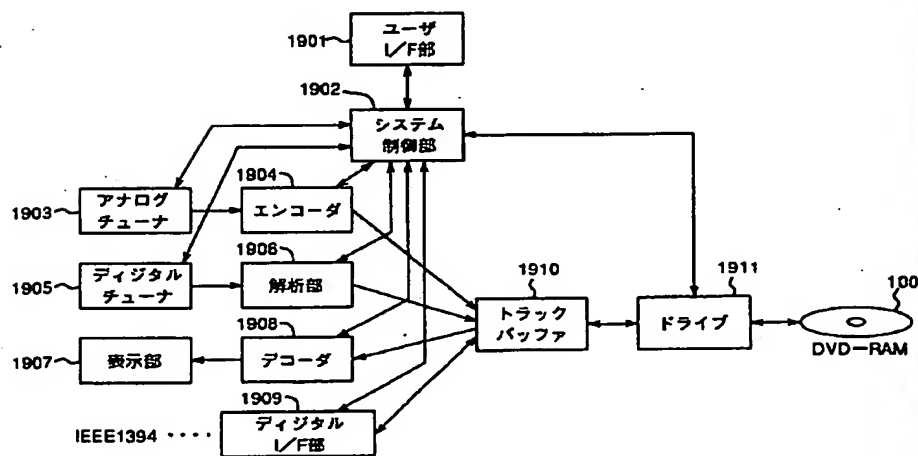 1901
ユーザ
I/F部
1902
システム
制御部
1903
アナログ
チューナ
1904
エンコーダ
1905
ディジタル
チューナ
1906
解析部
1907
表示部
1908
デコーダ
1909
ディジタル
I/F部
IEEE1394
1910
トラック
バッファ
1911
ドライブ
100
DVD-RAM